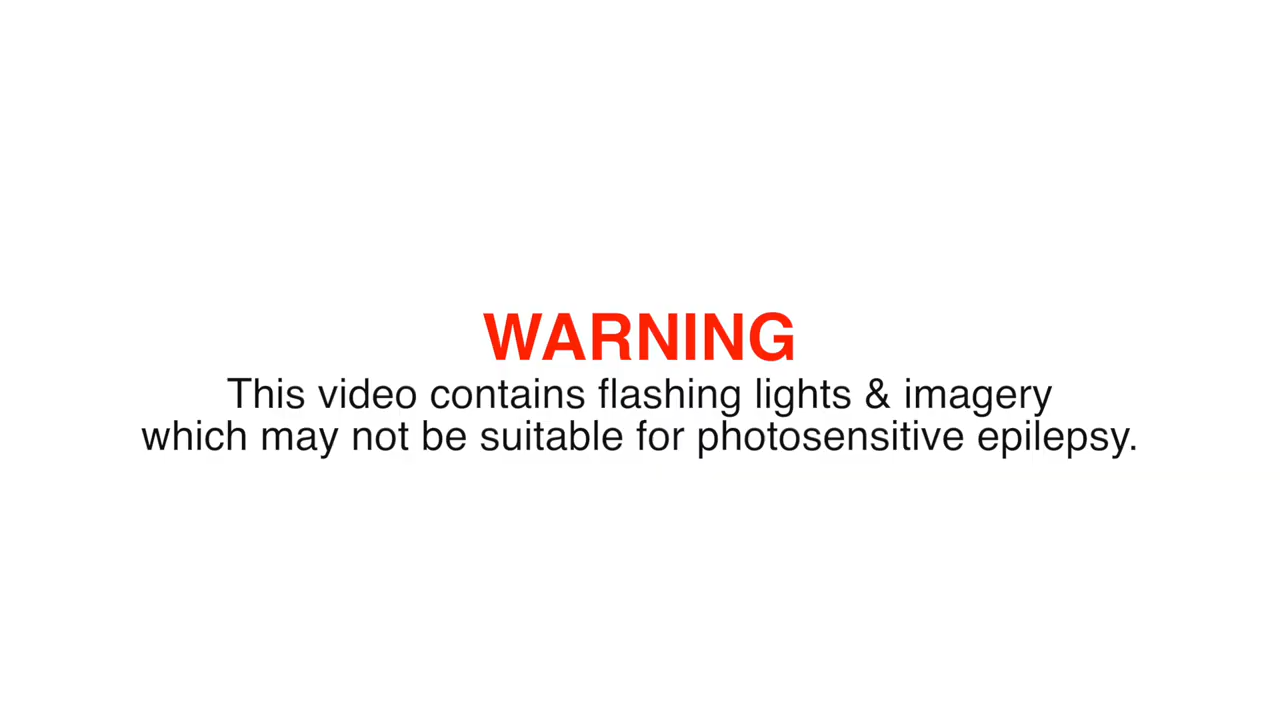 WARNING
This video contains flashing lights & imagery
which may not be suitable for photosensitive epilepsy.